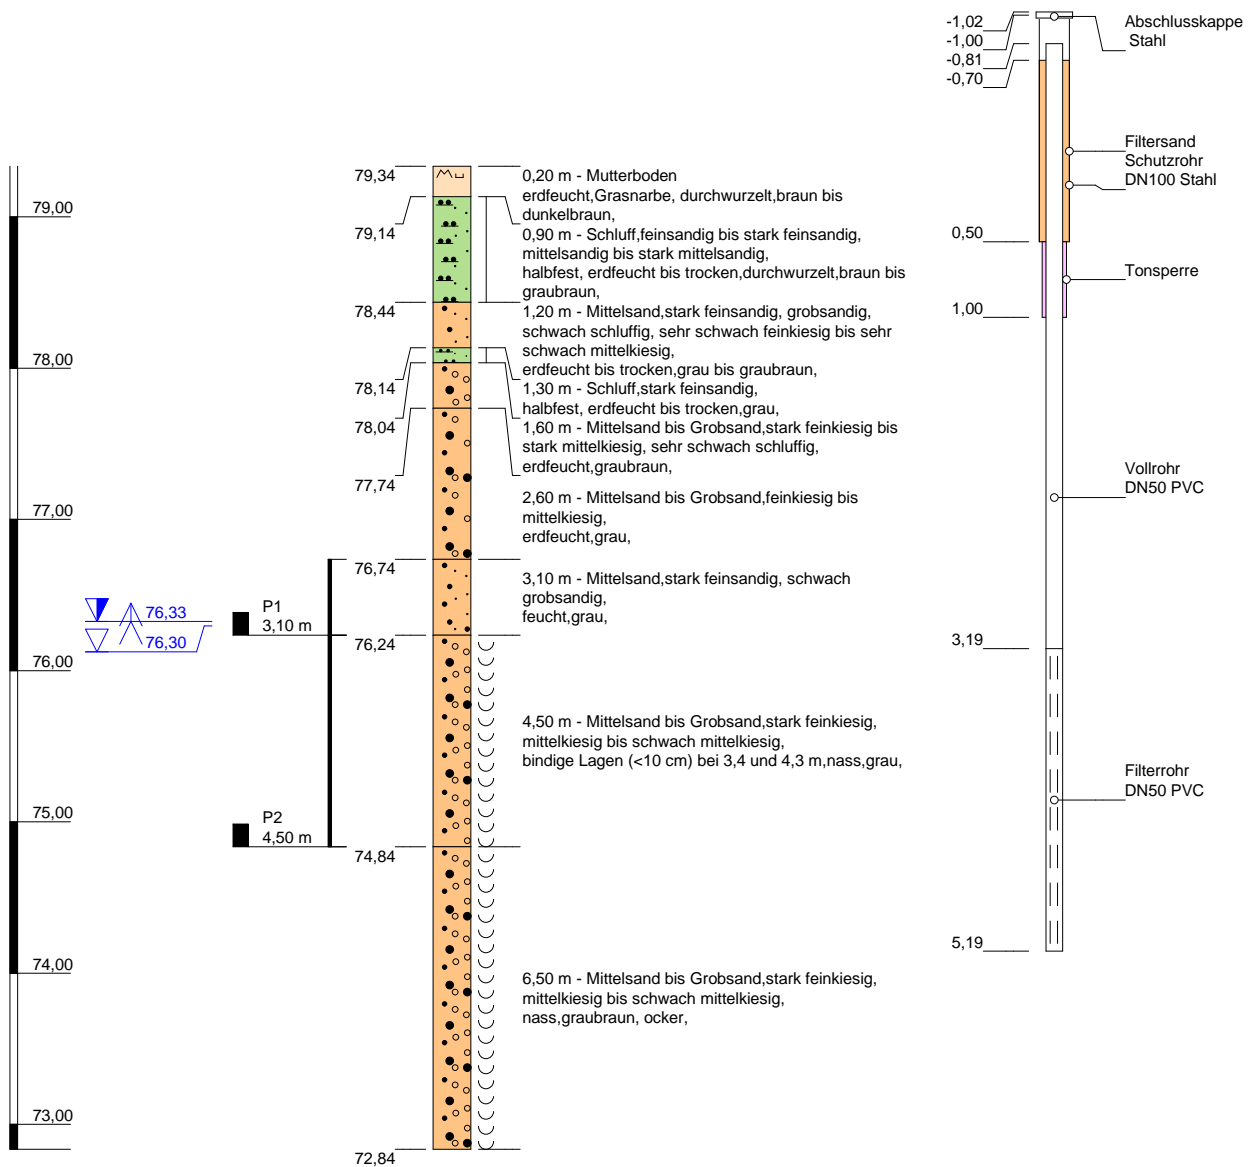 79,00
78,00
77,00
76,00
75,00
74,00
73,00
76,33
76,30
P1
3,10 m
P2
4,50 m
79,34
79,14
78,44
78,14
78,04
77,74
76,74
76,24
74,84
72,84
0,20 m - Mutterboden
erdfeucht,Grasnarbe, durchwurzelt,braun bis
dunkelbraun,
0,90 m - Schluff,feinsandig bis stark feinsandig,
mittelsandig bis stark mittelsandig,
halbfest, erdfeucht bis trocken,durchwurzelt,braun bis
graubraun,
1,20 m - Mittelsand,stark feinsandig, grobsandig,
schwach schluffig, sehr schwach feinkiesig bis sehr
schwach mittelkiesig,
erdfeucht bis trocken,grau bis graubraun,
1,30 m - Schluff,stark feinsandig,
halbfest, erdfeucht bis trocken,grau,
1,60 m - Mittelsand bis Grobsand,stark feinkiesig bis
stark mittelkiesig, sehr schwach schluffig,
erdfeucht,graubraun,
2,60 m - Mittelsand bis Grobsand,feinkiesig bis
mittelkiesig,
erdfeucht,grau,
3,10 m - Mittelsand,stark feinsandig, schwach
grobsandig,
feucht,grau,
4,50 m - Mittelsand bis Grobsand,stark feinkiesig,
mittelkiesig bis schwach mittelkiesig,
bindige Lagen (<10 cm) bei 3,4 und 4,3 m,nass,grau,
6,50 m - Mittelsand bis Grobsand,stark feinkiesig,
mittelkiesig bis schwach mittelkiesig,
nass,graubraun, ocker,
-1,02
-1,00
-0,81
-0,70
0,50
1,00
3,19
5,19
Abschlusskappe
Stahl
Filtersand
Schutzrohr
DN100 Stahl
Tonsperre
Vollrohr
DN50 PVC
Filterrohr
DN50 PVC